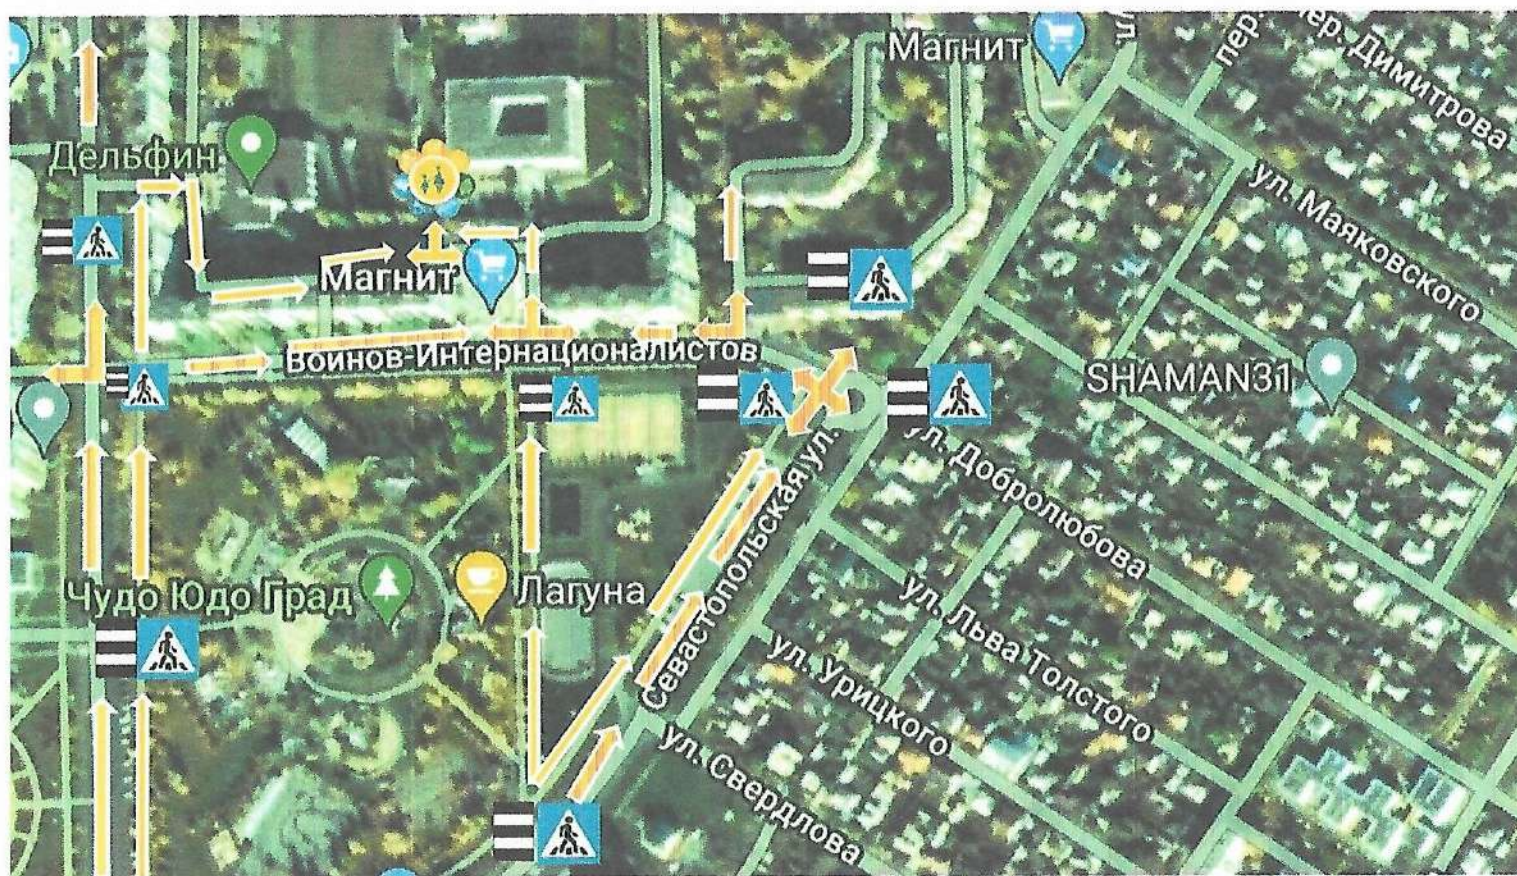 Магнит
ул.
пер.
пер. Димитрова
Дельфин
ул. Маяковского
Магнит
Воинов-Интернационалистов
SHAMAN31
ул. Добролюбова
Севастопольская ул.
Чудо Юдо Град
Лагуна
ул. Льва Толстого
ул. Урицкого
ул. Свердлова